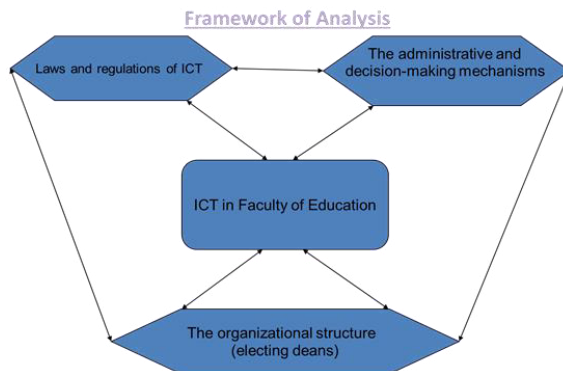 Framework of Analysis
Laws and regulations of ICT
The administrative and
decision-making mechanisms
ICT in Faculty of Education
The organizational structure
(electing deans)